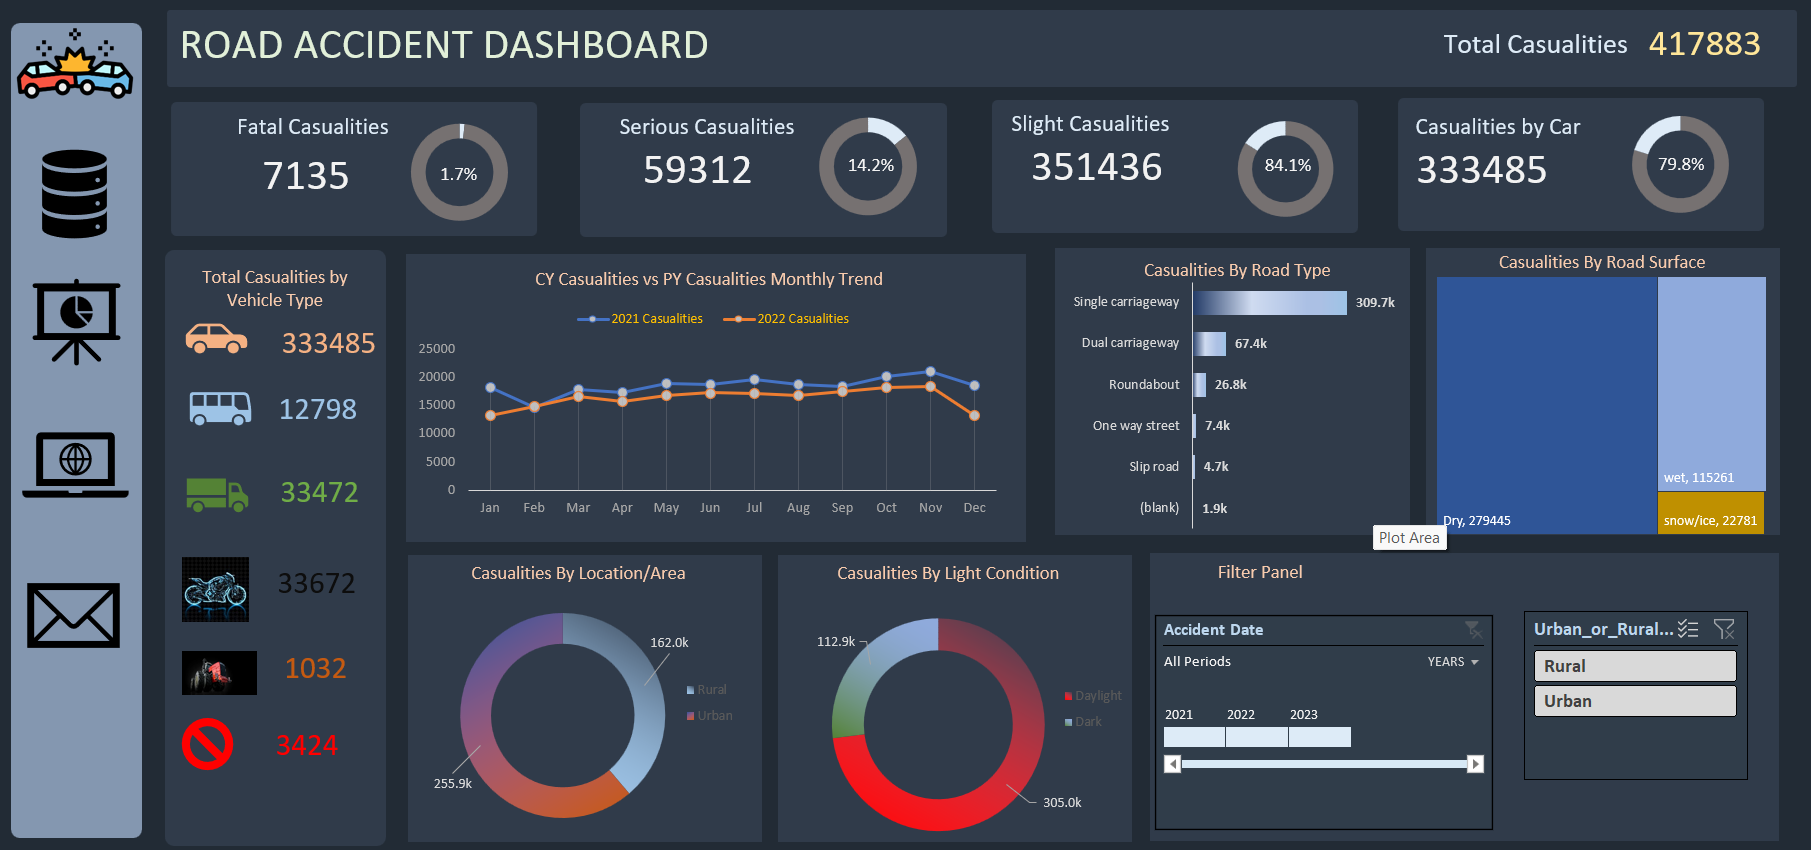 ROAD ACCIDENT DASHBOARD
Total Casualities 417883
Fatal Casualities
7135
1.7%
Serious Casualities
59312
14.2%
Slight Casualities
351436
84.1%
Casualities by Car
333485
79.8%
Total Casualities by
Vehicle Type
333485
12798
33472
33672
1032
3424
CY Casualities vs PY Casualities Monthly Trend
2021 Casualities
2022 Casualities
25000
20000
15000
10000
5000
0
Jan Feb Mar Apr May Jun Jul Aug Sep Oct Nov Dec
Casualities By Road Type
Single carriageway 309.7k
Dual carriageway 67.4k
Roundabout 26.8k
One way street 7.4k
Slip road 4.7k
(blank) 1.9k
Casualities By Road Surface
wet, 115261
Dry, 279445
snow/ice, 22781
Plot Area
Casualities By Location/Area
162.0k
Rural
Urban
255.9k
Casualities By Light Condition
112.9k
Daylight
Dark
305.0k
Filter Panel
Accident Date
All Periods YEARS
2021 2022 2023
Urban_or_Rural...
Rural
Urban